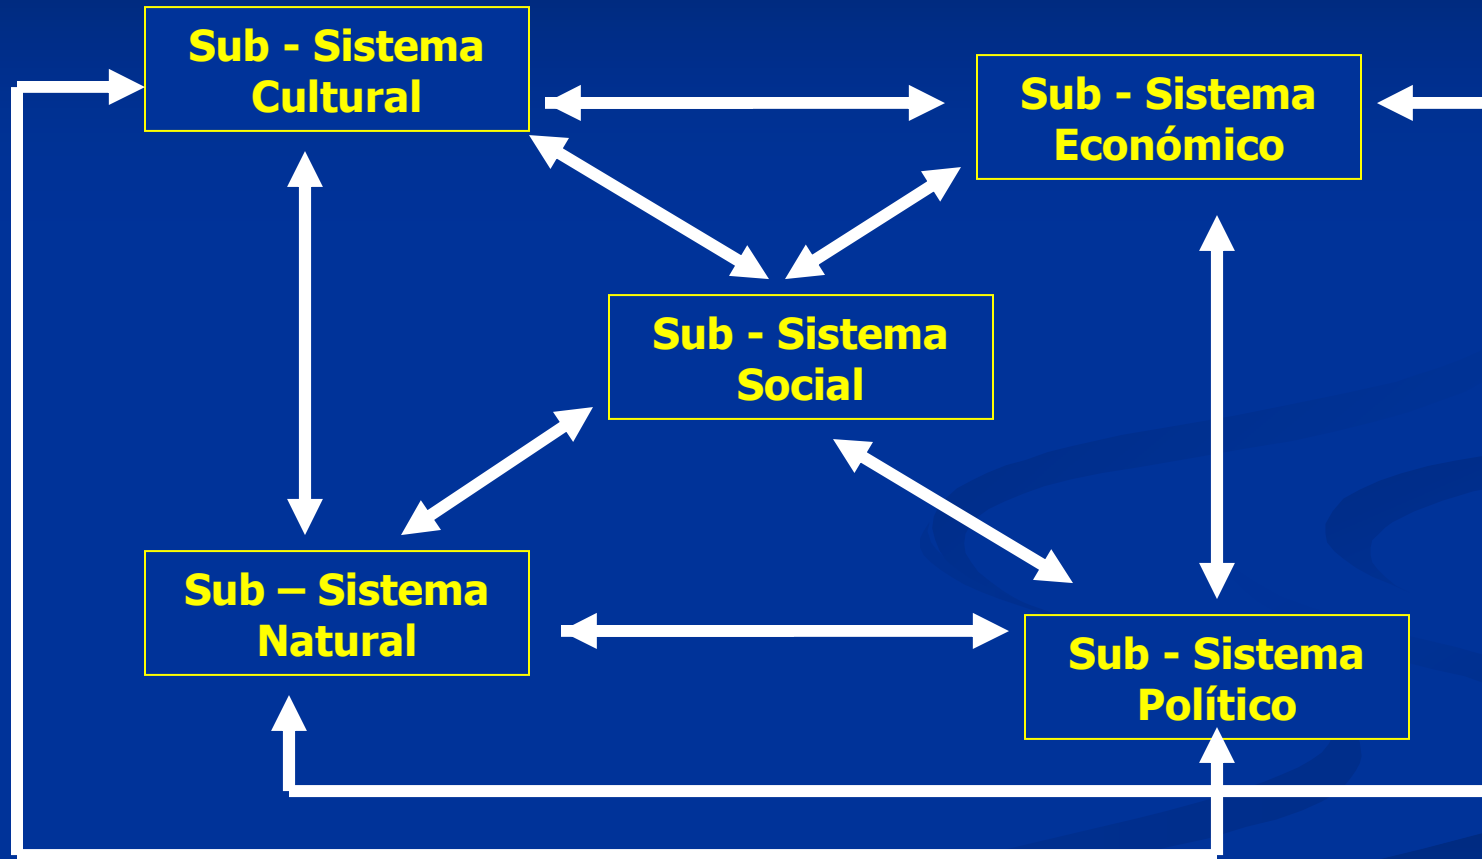 Sub - Sistema
Cultural
Sub - Sistema
Económico
Sub - Sistema
Social
Sub – Sistema
Natural
Sub - Sistema
Político